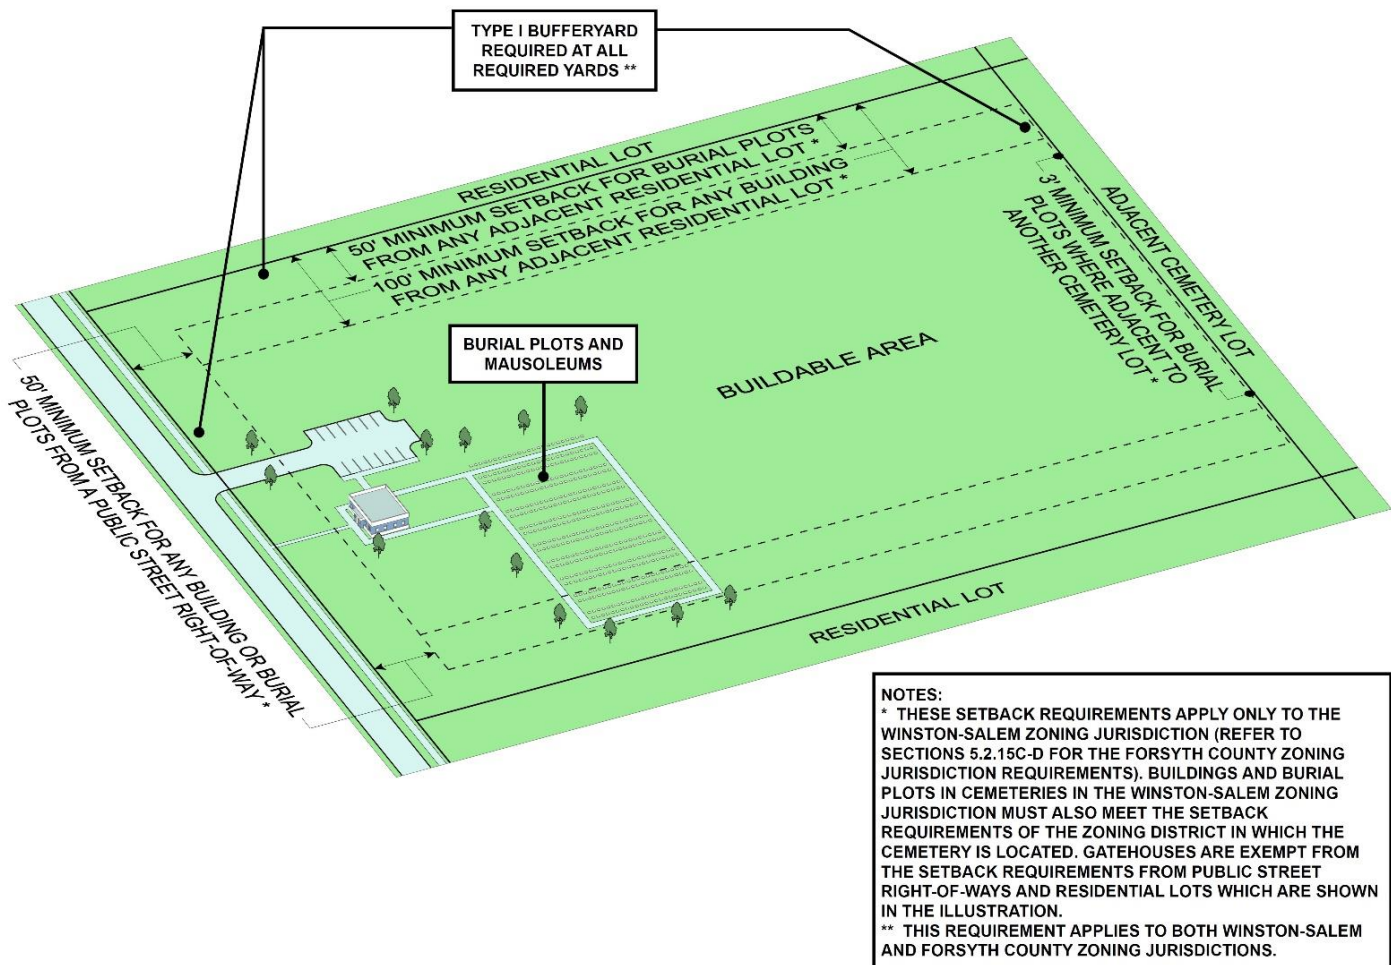 TYPE I BUFFERYARD
REQUIRED AT ALL
REQUIRED YARDS **
RESIDENTIAL LOT
50' MINIMUM SETBACK FOR BURIAL PLOTS
FROM ANY ADJACENT RESIDENTIAL LOT *
100' MINIMUM SETBACK FOR ANY BUILDING
FROM ANY ADJACENT RESIDENTIAL LOT *
ADJACENT CEMETERY LOT
3' MINIMUM SETBACK FOR BURIAL
PLOTS WHERE ADJACENT TO
ANOTHER CEMETERY LOT *
BURIAL PLOTS AND
MAUSOLEUMS
BUILDABLE AREA
50' MINIMUM SETBACK FOR ANY BUILDING OR BURIAL
PLOTS FROM A PUBLIC STREET RIGHT-OF-WAY *
RESIDENTIAL LOT
NOTES:
* THESE SETBACK REQUIREMENTS APPLY ONLY TO THE
WINSTON-SALEM ZONING JURISDICTION (REFER TO
SECTIONS 5.2.15C-D FOR THE FORSYTH COUNTY ZONING
JURISDICTION REQUIREMENTS). BUILDINGS AND BURIAL
PLOTS IN CEMETERIES IN THE WINSTON-SALEM ZONING
JURISDICTION MUST ALSO MEET THE SETBACK
REQUIREMENTS OF THE ZONING DISTRICT IN WHICH THE
CEMETERY IS LOCATED. GATEHOUSES ARE EXEMPT FROM
THE SETBACK REQUIREMENTS FROM PUBLIC STREET
RIGHT-OF-WAYS AND RESIDENTIAL LOTS WHICH ARE SHOWN
IN THE ILLUSTRATION.
** THIS REQUIREMENT APPLIES TO BOTH WINSTON-SALEM
AND FORSYTH COUNTY ZONING JURISDICTIONS.